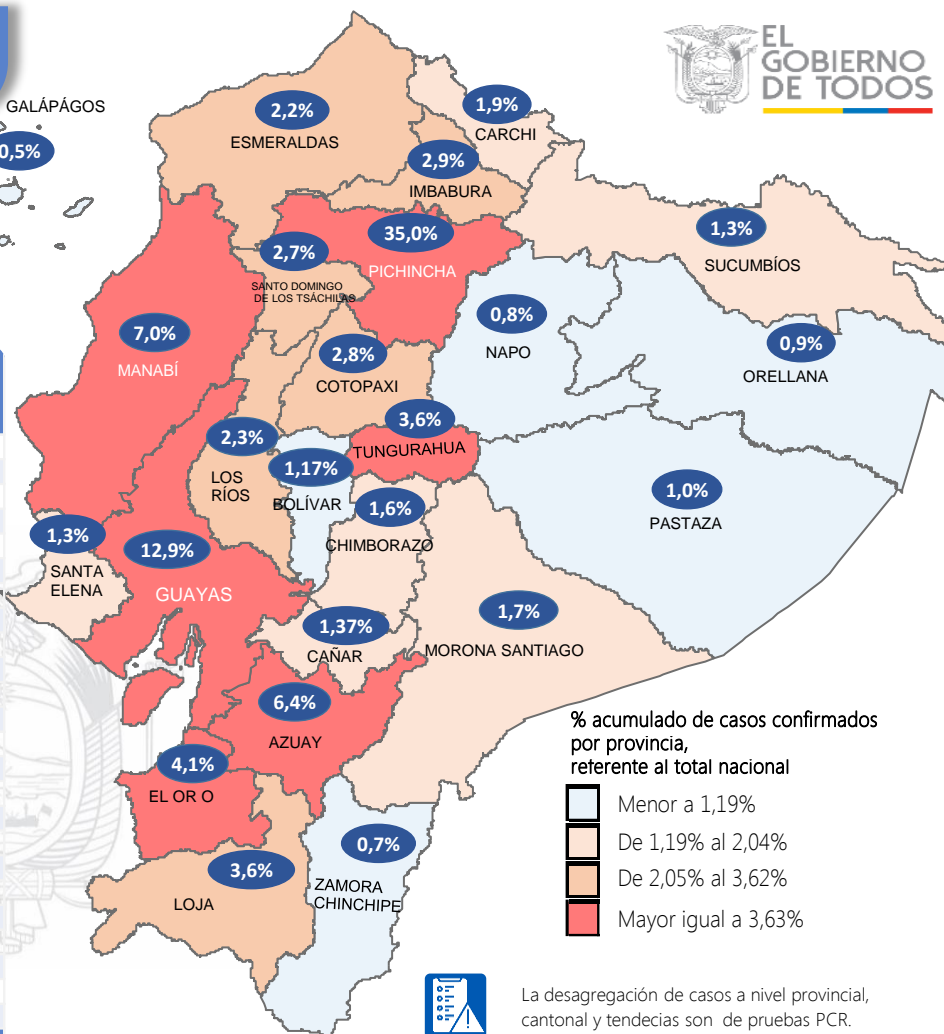 EL
GOBIERNO
DE TODOS
GALÁPÁGOS
0,5%
2,2%
ESMERALDAS
1,9%
CARCHI
2,9%
IMBABURA
1,3%
SUCUMBÍOS
35,0%
PICHINCHA
2,7%
SANTO DOMINGO
DE LOS TSÁCHILAS
7,0%
MANABÍ
0,8%
NAPO
0,9%
ORELLANA
2,8%
COTOPAXI
3,6%
TUNGURAHUA
2,3%
LOS
RÍOS
1,17%
BOLÍVAR
1,0%
PASTAZA
1,6%
CHIMBORAZO
1,3%
SANTA
ELENA
12,9%
GUAYAS
1,37%
CAÑAR
1,7%
MORONA SANTIAGO
6,4%
AZUAY
4,1%
EL OR O
3,6%
LOJA
0,7%
ZAMORA
CHINCHIPE
% acumulado de casos confirmados
por provincia,
referente al total nacional
Menor a 1,19%
De 1,19% al 2,04%
De 2,05% al 3,62%
Mayor igual a 3,63%
La desagregación de casos a nivel provincial,
cantonal y tendecias son de pruebas PCR.